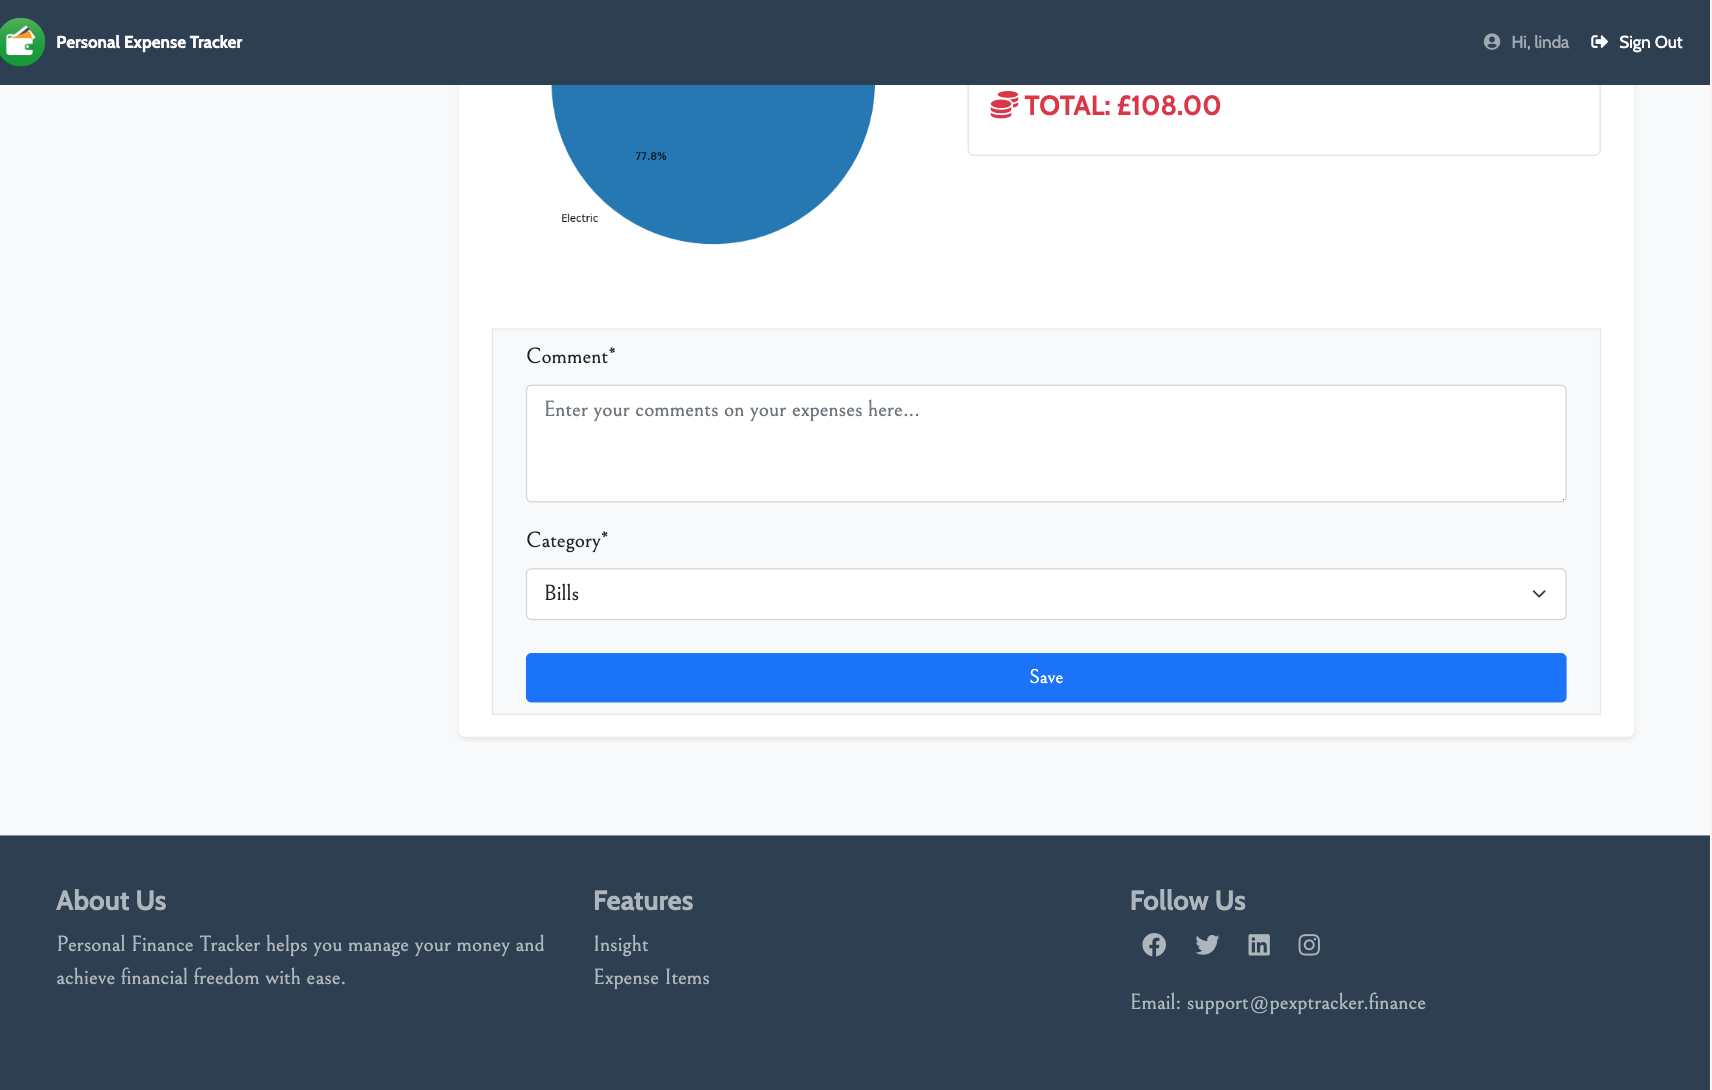 Personal Expense Tracker
Hi, linda
Sign Out
TOTAL: £108.00
77.8%
Electric
Comment*
Enter your comments on your expenses here...
Category*
Bills
Save
About Us
Personal Finance Tracker helps you manage your money and
achieve financial freedom with ease.
Features
Insight
Expense Items
Follow Us
Email: support@pexptracker.finance